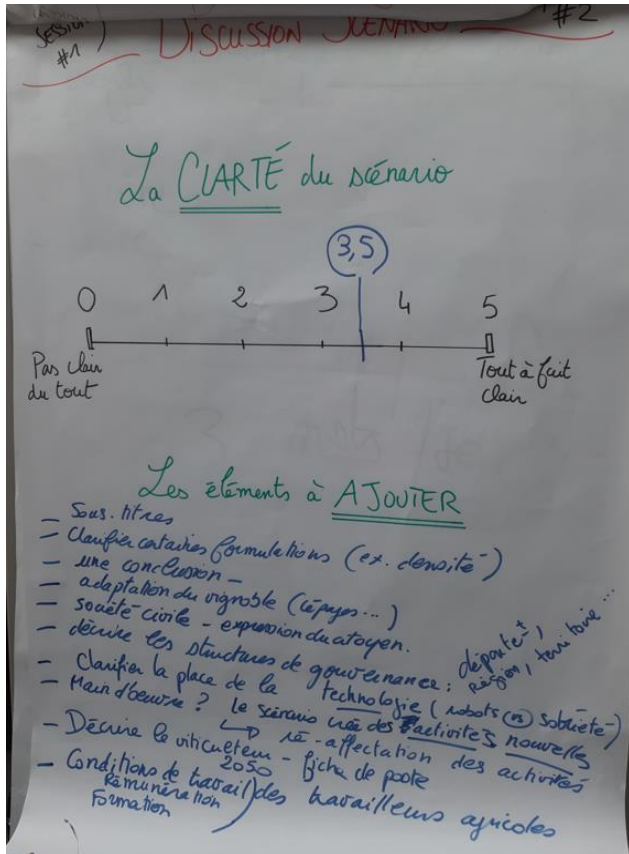 SESSION #1
#2
DISCUSSION SCENARIO
La CLARTÉ du scénario
3,5
0 1 2 3 4 5
Pas clair du tout
Tout à fait clair
Les éléments à AJOUTER
– Sous-titres
– Clarifier certaines formulations (ex. densité)
– une conclusion –
– adaptation du vignoble (cépages...)
– société civile – expression du citoyen.
– décrire les structures de gouvernance : départe-t, Région, territoire...
– Clarifier la place de la technologie (robots vs sobriété)
– Main d'oeuvre ? le scénario crée des activités nouvelles
↳ ré-affectation des activités
– Décrire le viticulteur 2050 – fiche de poste
– Conditions de travail
Rémunération
Formation
des travailleurs agricoles